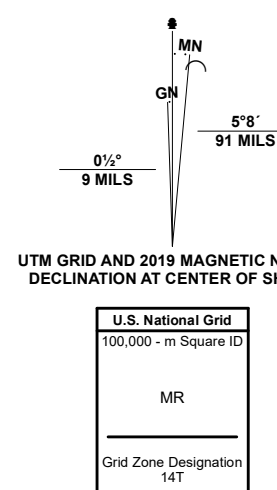 MN
GN
5°8´
91 MILS
0½°
9 MILS
UTM GRID AND 2019 MAGNETIC
DECLINATION AT CENTER OF
U.S. National Grid
100,000 - m Square ID
MR
Grid Zone Designation
14T